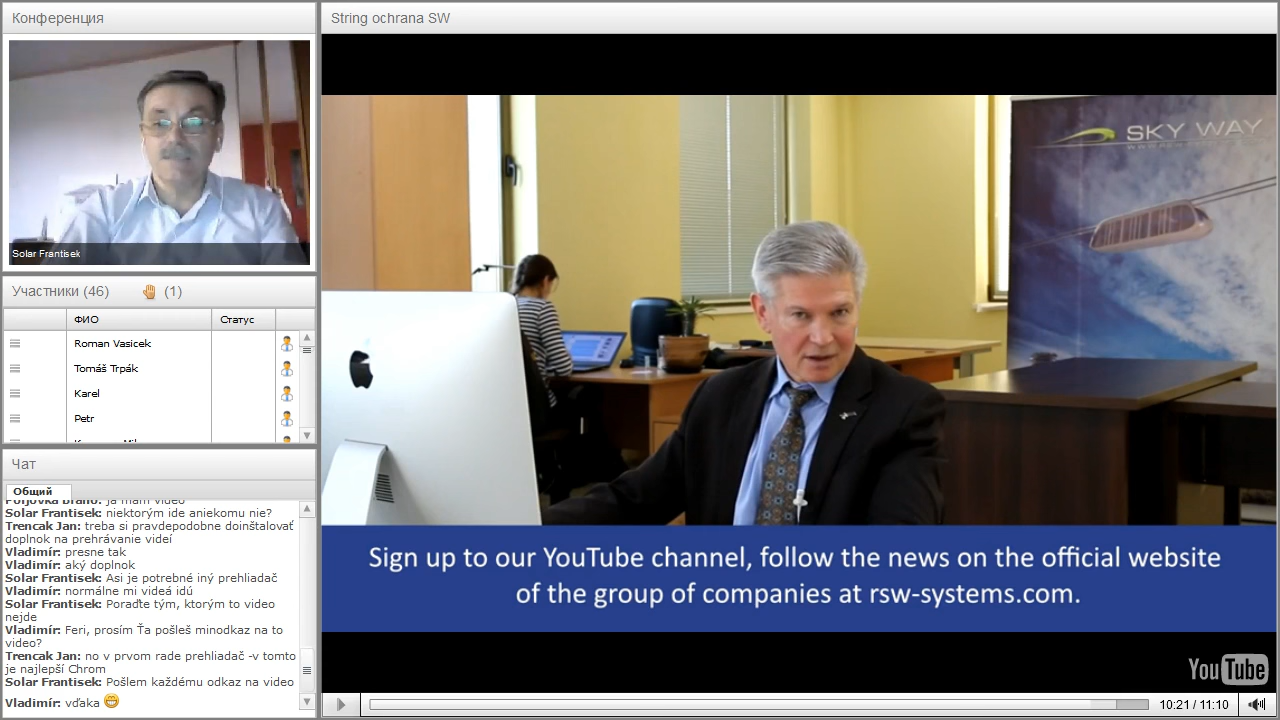 Конференция
Solar Frantisek
Участники (46) (1)
ФИО Статус
Roman Vasicek
Tomáš Trpák
Karel
Petr
Чат
Общий
ja mám video
Solar Frantisek: niektorým ide aniekomu nie?
Trencak Jan: treba si pravdepodobne doinštalovať
doplnok na prehrávanie videí
Vladimír: presne tak
Vladimír: aký doplnok
Solar Frantisek: Asi je potrebné iný prehliadač
Vladimír: normálne mi videá idú
Solar Frantisek: Poraďte tým, ktorým to video
nejde
Vladimír: Feri, prosím Ťa pošleš minodkaz na to
video?
Trencak Jan: no v prvom rade prehliadač -v tomto
je najlepší Chrom
Solar Frantisek: Pošlem každému odkaz na video
Vladimír: vďaka
String ochrana SW
SKY WAY
Sign up to our YouTube channel, follow the news on the official website
of the group of companies at rsw-systems.com.
YouTube
10:21 / 11:10